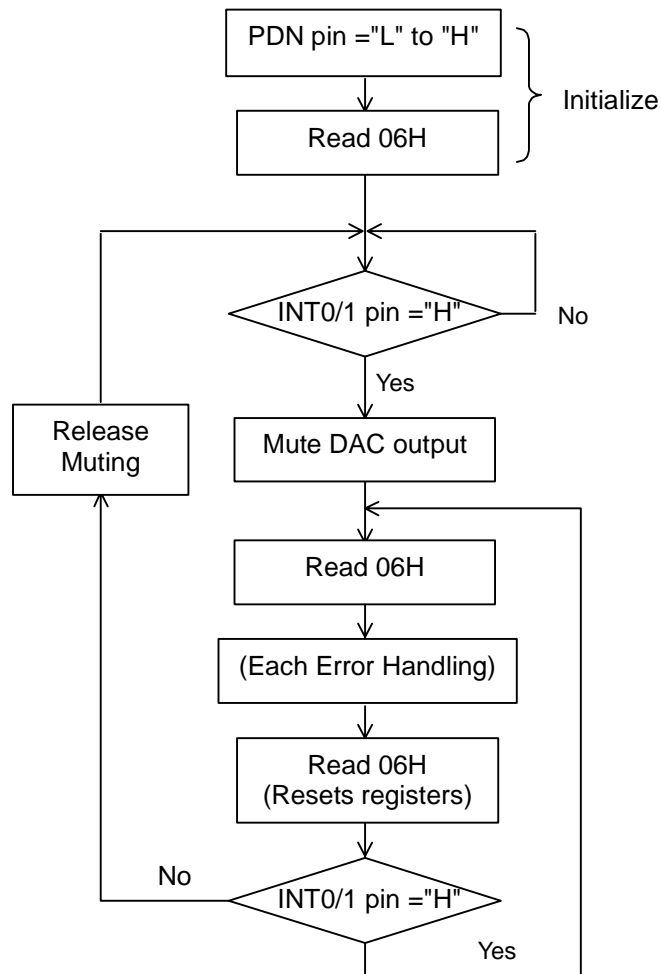 PDN pin ="L" to "H"
Initialize
Read 06H
INT0/1 pin ="H"
No
Yes
Release
Muting
Mute DAC output
Read 06H
(Each Error Handling)
Read 06H
(Resets registers)
No
INT0/1 pin ="H"
Yes